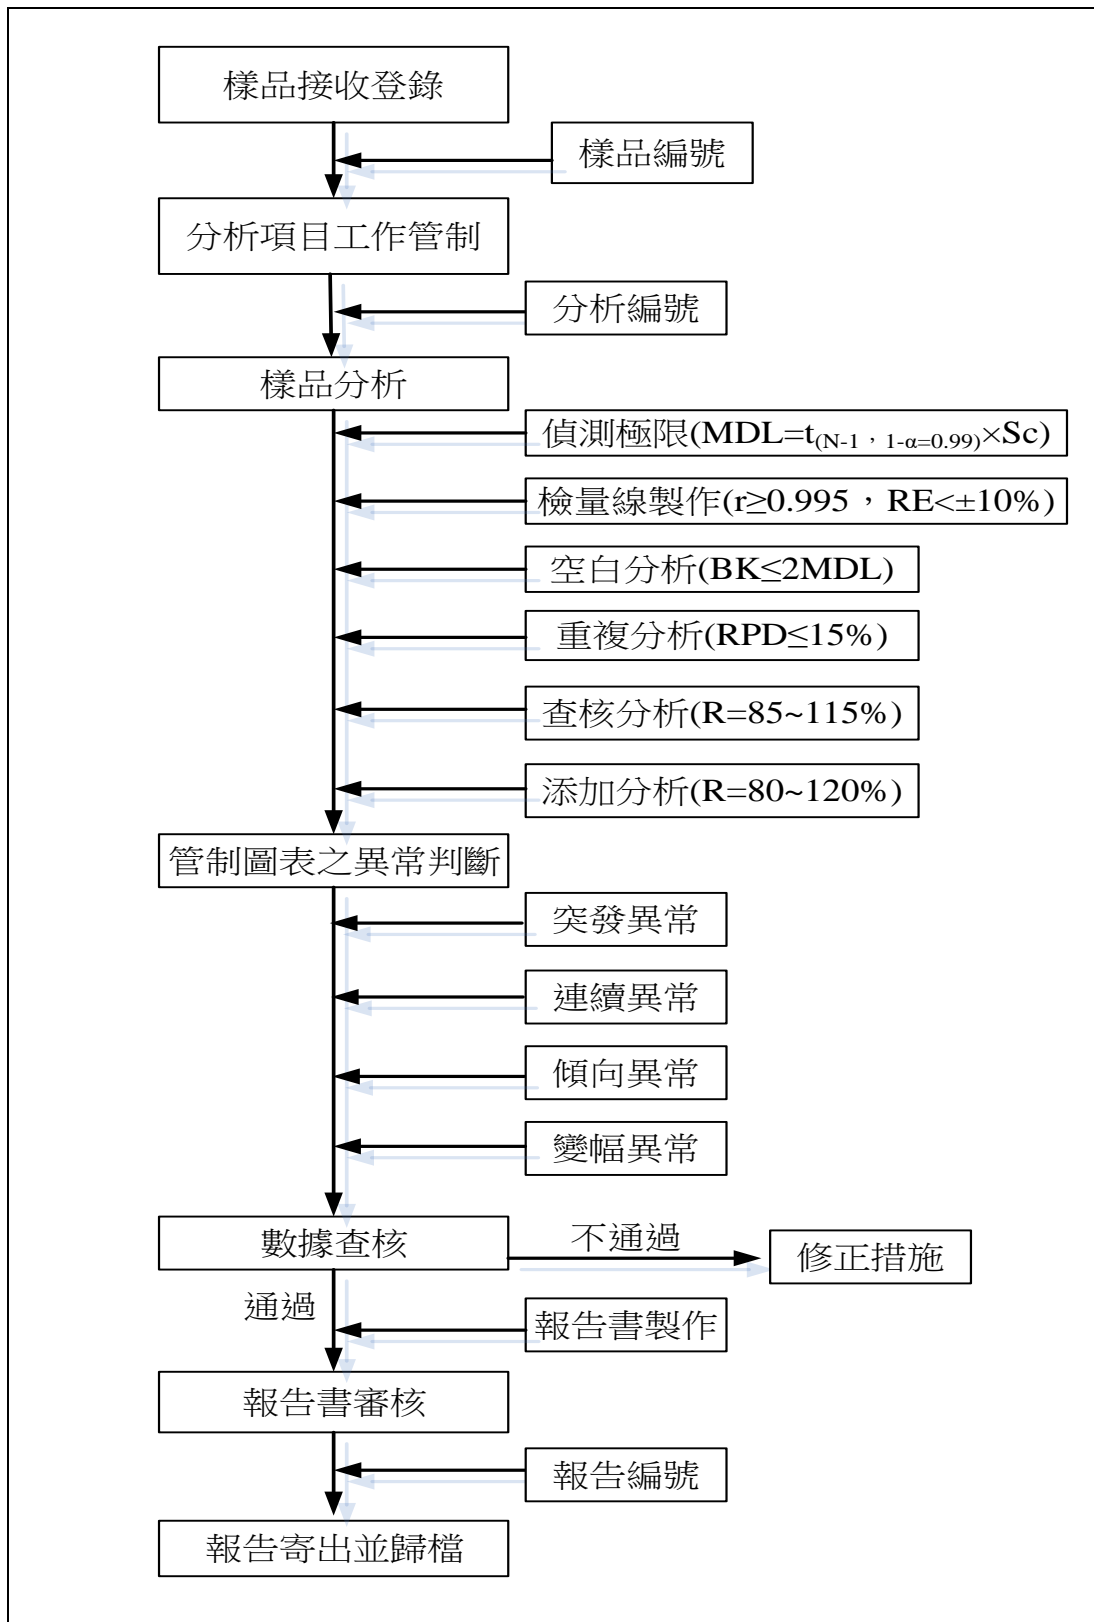 樣品接收登錄
樣品編號
分析項目工作管制
分析編號
樣品分析
偵測極限(MDL=t(N-1，1-α=0.99)×Sc)
檢量線製作(r≥0.995，RE<±10%)
空白分析(BK≤2MDL)
重複分析(RPD≤15%)
查核分析(R=85~115%)
添加分析(R=80~120%)
管制圖表之異常判斷
突發異常
連續異常
傾向異常
變幅異常
數據查核
不通過
修正措施
通過
報告書製作
報告書審核
報告編號
報告寄出並歸檔